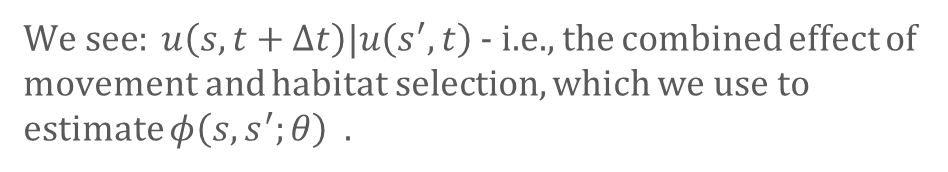 We see: 𝑢(𝑠, 𝑡 + Δ𝑡)|𝑢(𝑠′, 𝑡) - i.e., the combined effect of
movement and habitat selection, which we use to
estimate 𝜙(𝑠, 𝑠′; 𝜃) .